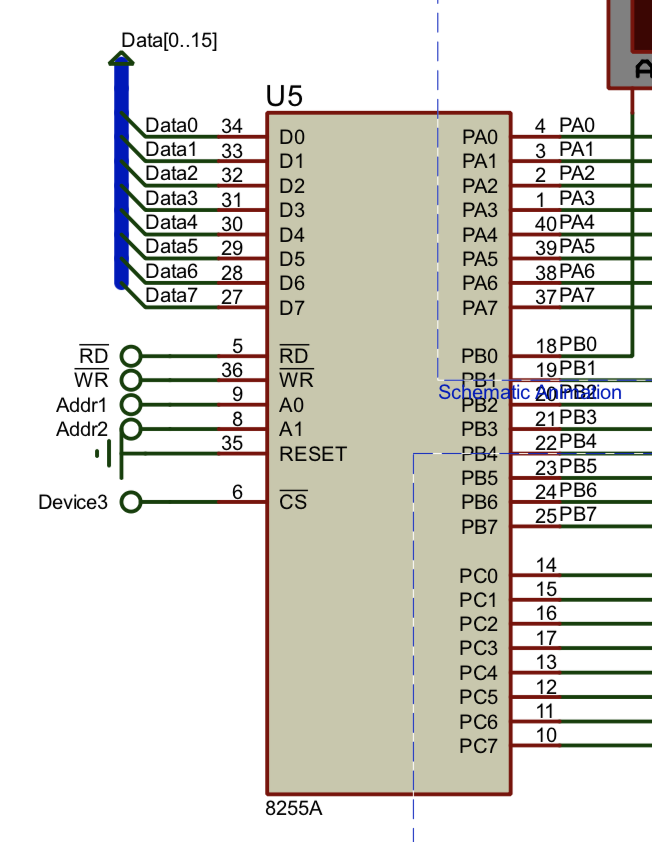 Data[0..15]
A
U5
Data0 34 D0 PA0 4 PA0
Data1 33 D1 PA1 3 PA1
Data2 32 D2 PA2 2 PA2
Data3 31 D3 PA3 1 PA3
Data4 30 D4 PA4 40 PA4
Data5 29 D5 PA5 39 PA5
Data6 28 D6 PA6 38 PA6
Data7 27 D7 PA7 37 PA7
RD 5 RD PB0 18 PB0
WR 36 WR PB1 19 PB1
Schematic Animation
Addr1 9 A0 PB2 20 PB2
Addr2 8 A1 PB3 21 PB3
35 RESET PB4 22 PB4
PB5 23 PB5
Device3 6 CS PB6 24 PB6
PB7 25 PB7
PC0 14
PC1 15
PC2 16
PC3 17
PC4 13
PC5 12
PC6 11
PC7 10
8255A